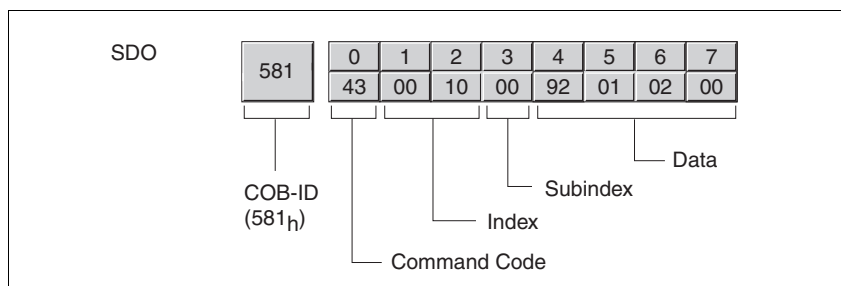 SDO
581
0 1 2 3 4 5 6 7
43 00 10 00 92 01 02 00
Data
COB-ID
(581h)
Subindex
Index
Command Code